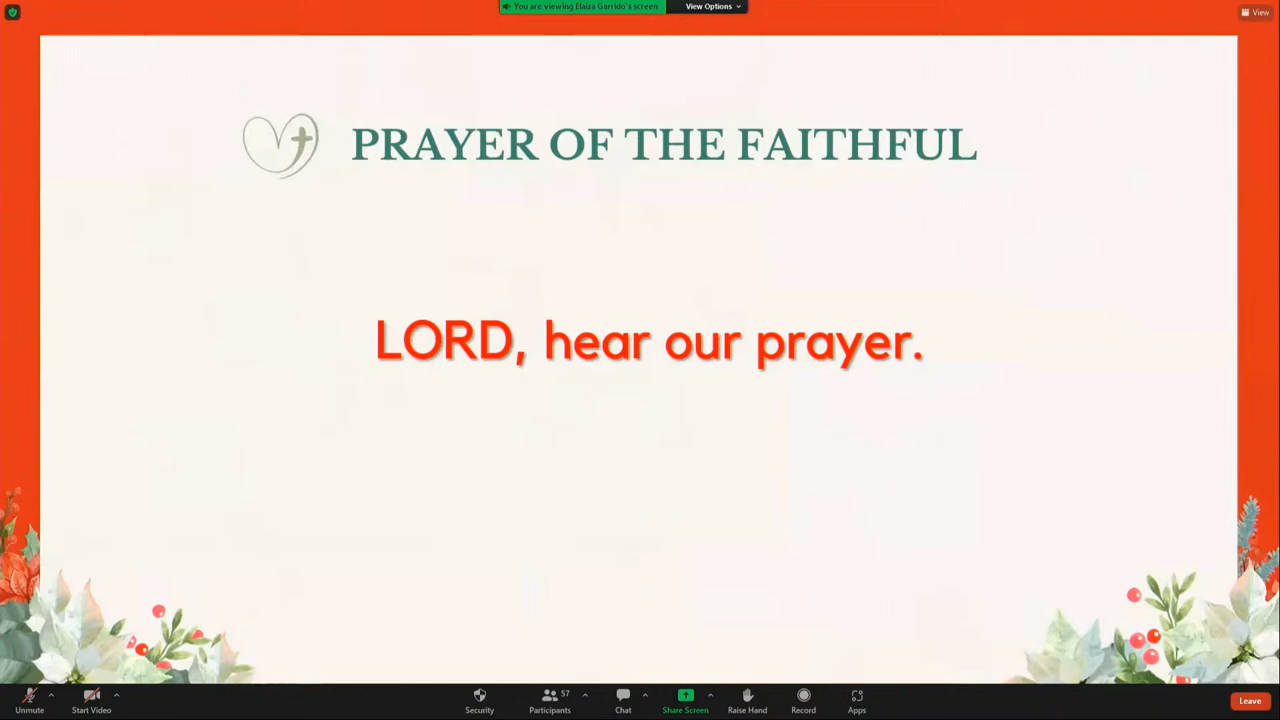 You are viewing Elaiza Garrido's screen
View Options
View
PRAYER OF THE FAITHFUL
LORD, hear our prayer.
Unmute
Start Video
Security
57
Participants
Chat
Share Screen
Raise Hand
Record
Apps
Leave